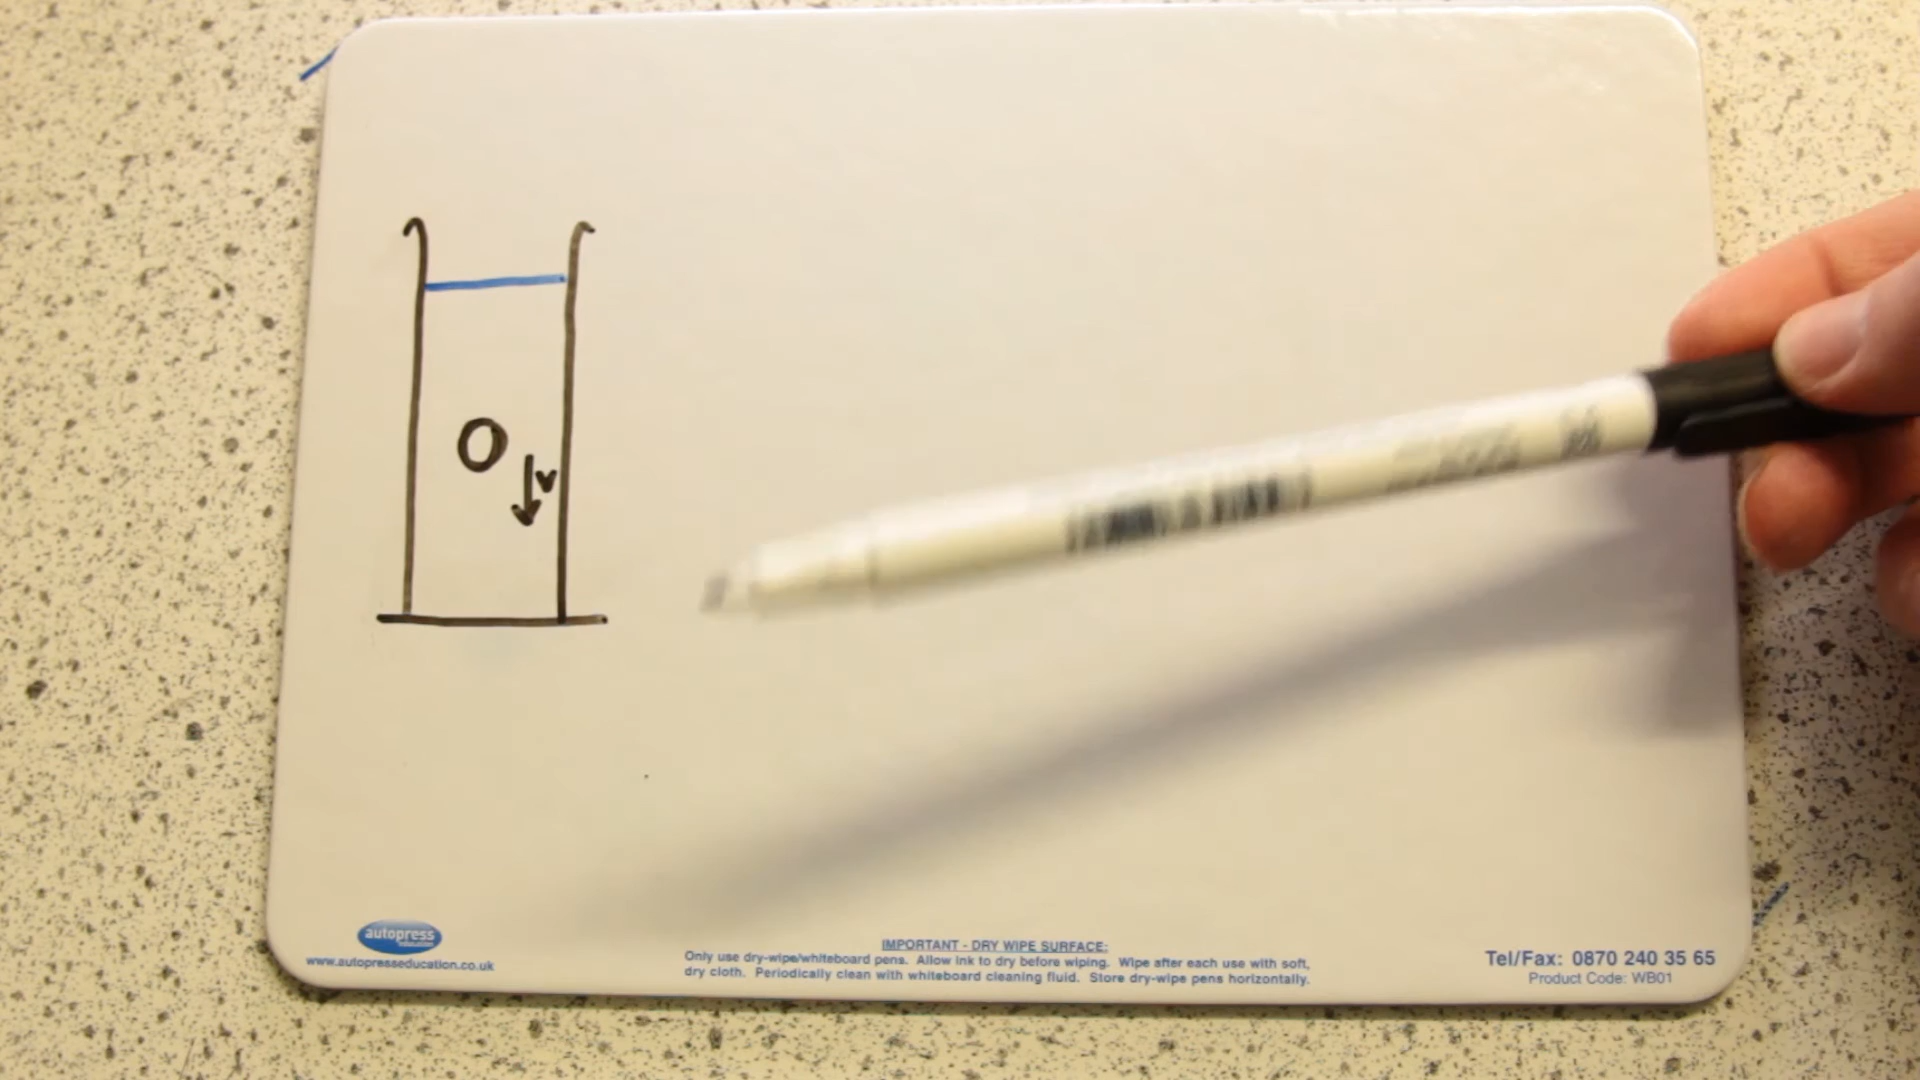 v
autopress
education
www.autopresseducation.co.uk
IMPORTANT - DRY WIPE SURFACE:
Only use dry-wipe/whiteboard pens. Allow ink to dry before wiping. Wipe after each use with soft,
dry cloth. Periodically clean with whiteboard cleaning fluid. Store dry-wipe pens horizontally.
Tel/Fax: 0870 240 35 65
Product Code: WB01